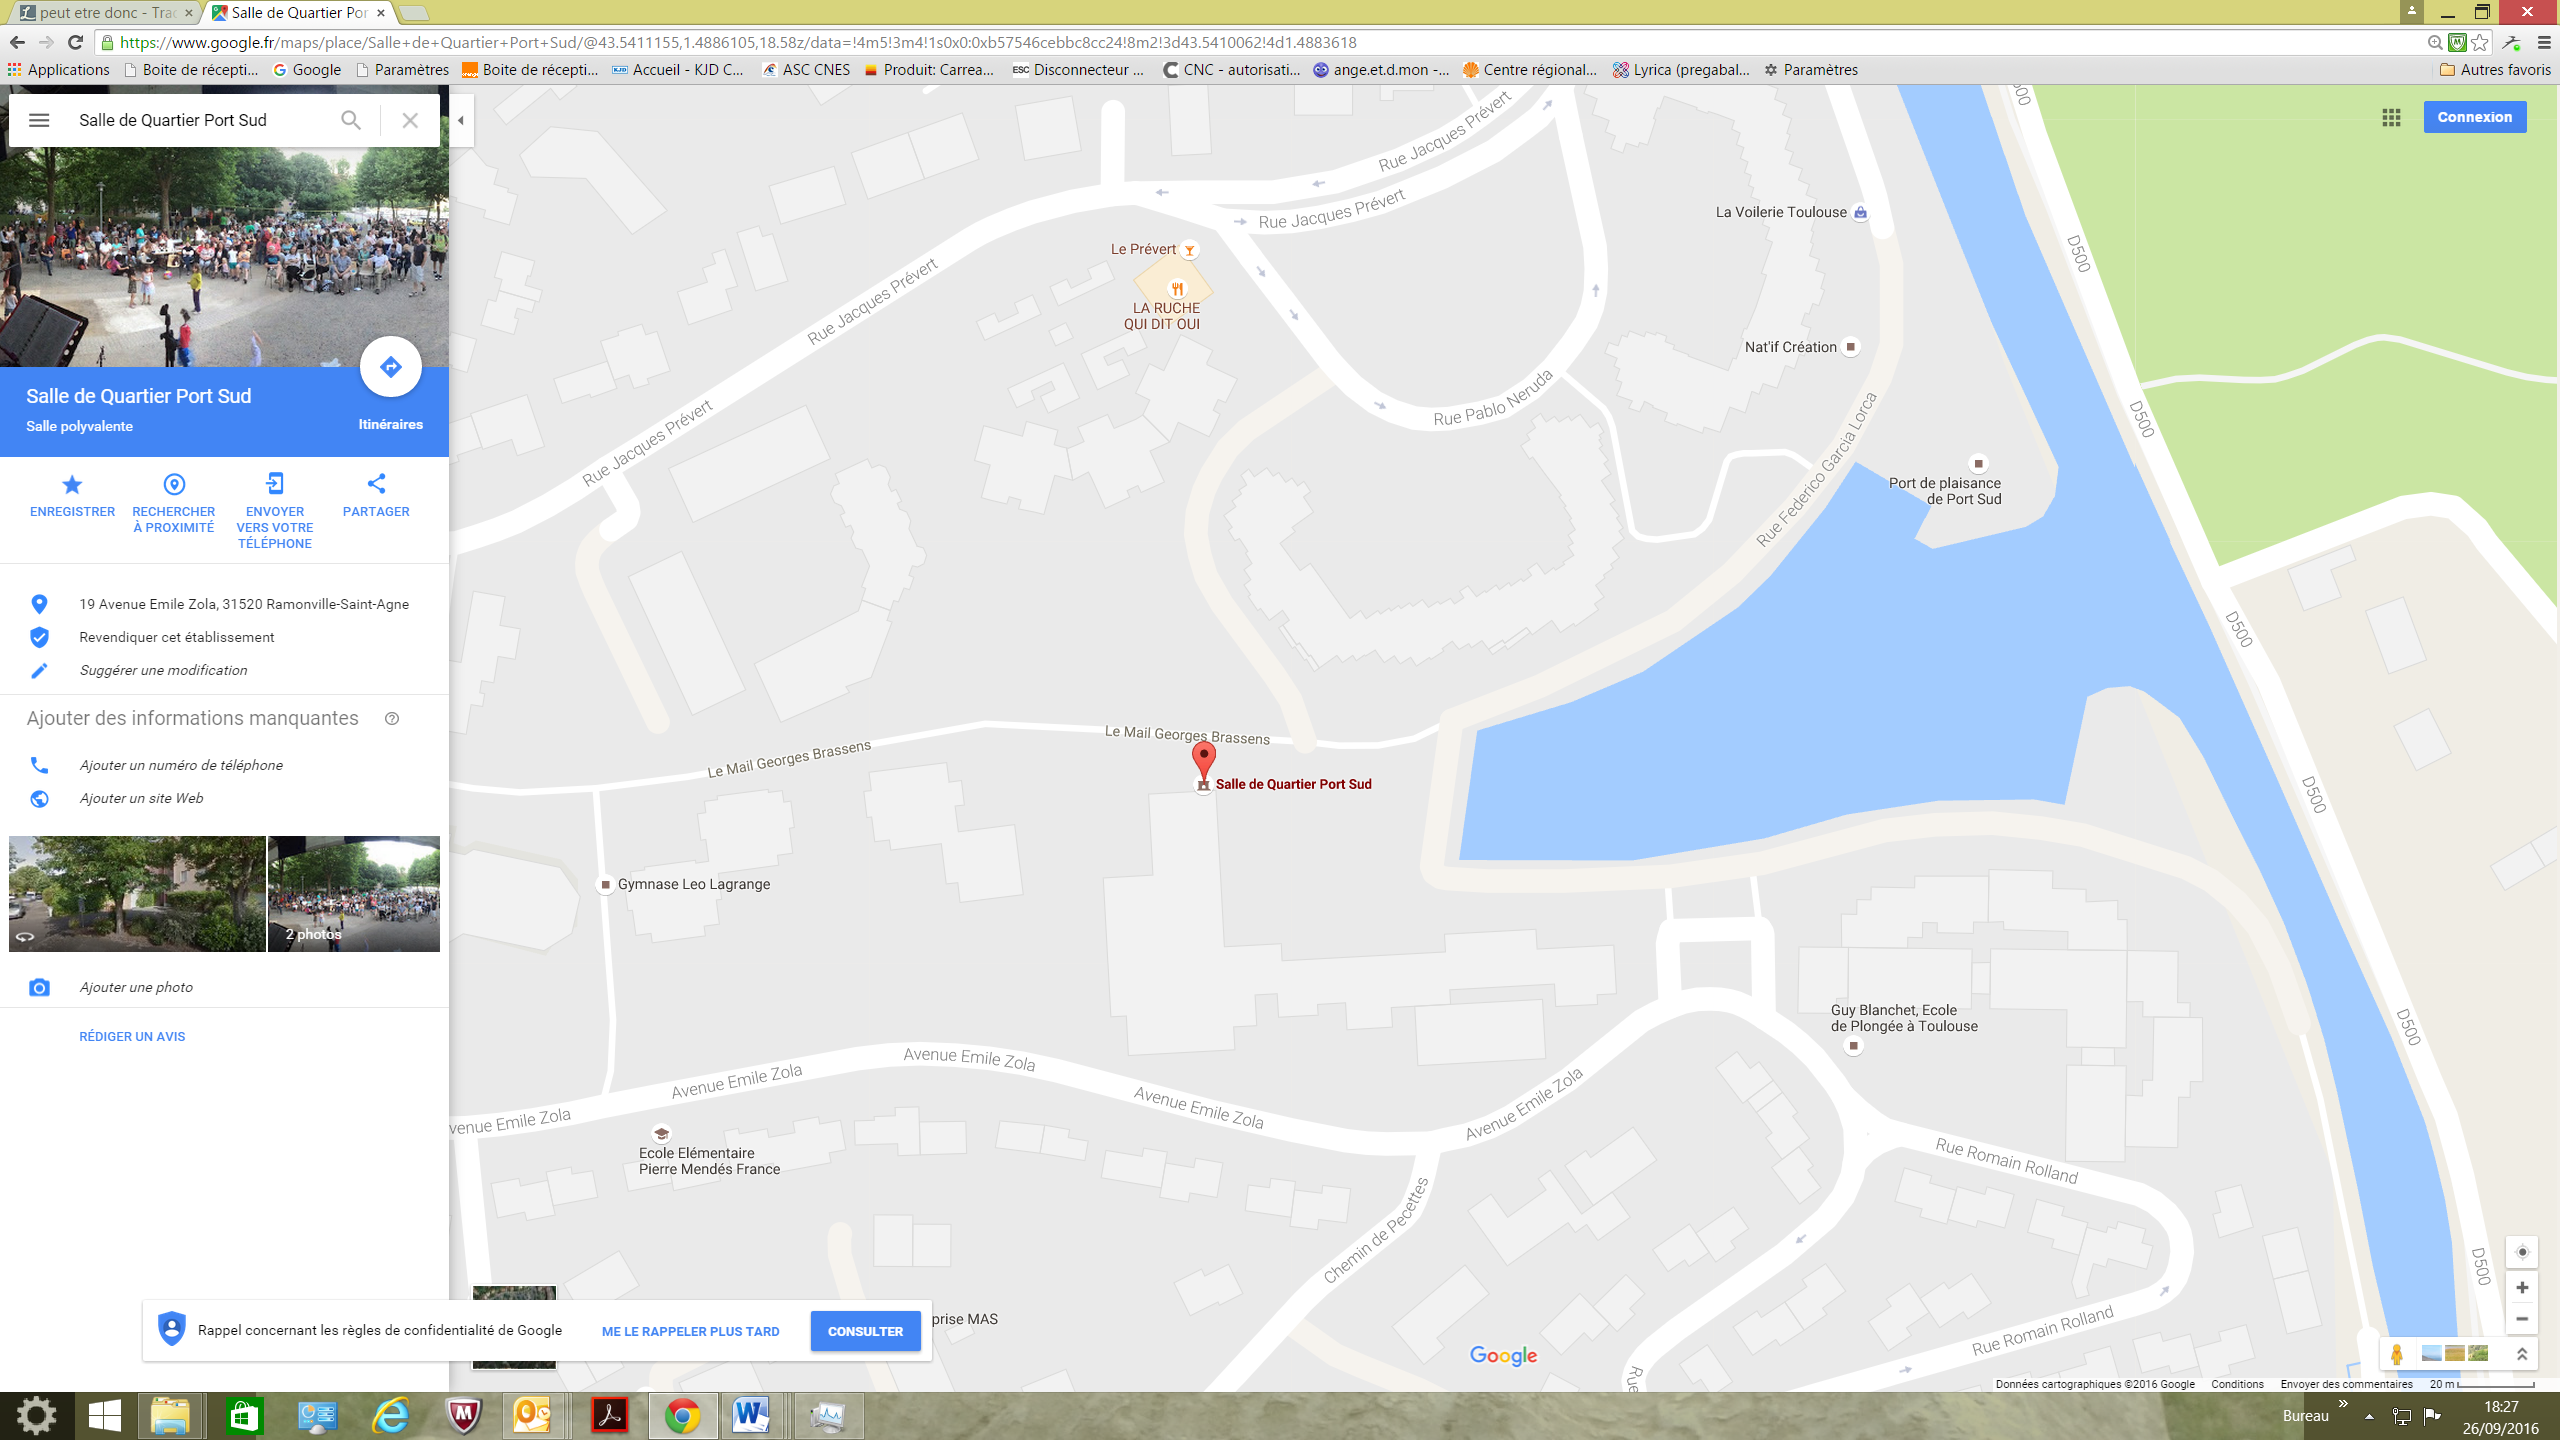 peut etre donc - Trac
Salle de Quartier Por
https://www.google.fr/maps/place/Salle+de+Quartier+Port+Sud/@43.5411155,1.4886105,18.58z/data=!4m5!3m4!1s0x0:0xb57546cebbc8cc24!8m2!3d43.5410062!4d1.4883618
Applications
Boite de récepti...
Google
Paramètres
Boite de récepti...
Accueil - KJD C...
ASC CNES
Produit: Carrea...
Disconnecteur ...
CNC - autorisati...
ange.et.d.mon -...
Centre régional...
Lyrica (pregabal...
Paramètres
Autres favoris
Salle de Quartier Port Sud
Connexion
Salle de Quartier Port Sud
Salle polyvalente
Itinéraires
ENREGISTRER
RECHERCHER
À PROXIMITÉ
ENVOYER
VERS VOTRE
TÉLÉPHONE
PARTAGER
19 Avenue Emile Zola, 31520 Ramonville-Saint-Agne
Revendiquer cet établissement
Suggérer une modification
Ajouter des informations manquantes
Ajouter un numéro de téléphone
Ajouter un site Web
2 photos
Ajouter une photo
RÉDIGER UN AVIS
Rue Jacques Prévert
Rue Jacques Prévert
Rue Jacques Prévert
Rue Jacques Prévert
La Voilerie Toulouse
Le Prévert
LA RUCHE
QUI DIT OUI
Nat'if Création
Rue Pablo Neruda
Rue Federico Garcia Lorca
Port de plaisance
de Port Sud
D500
D500
D500
D500
D500
D500
Le Mail Georges Brassens
Le Mail Georges Brassens
Salle de Quartier Port Sud
Gymnase Leo Lagrange
Guy Blanchet, Ecole
de Plongée à Toulouse
Avenue Emile Zola
Avenue Emile Zola
Avenue Emile Zola
Avenue Emile Zola
venue Emile Zola
Ecole Elémentaire
Pierre Mendés France
Rue Romain Rolland
Chemin de Pecettes
Rue Romain Rolland
Rue
prise MAS
Rappel concernant les règles de confidentialité de Google
ME LE RAPPELER PLUS TARD
CONSULTER
Google
Données cartographiques ©2016 Google
Conditions
Envoyer des commentaires
20 m
Bureau
18:27
26/09/2016